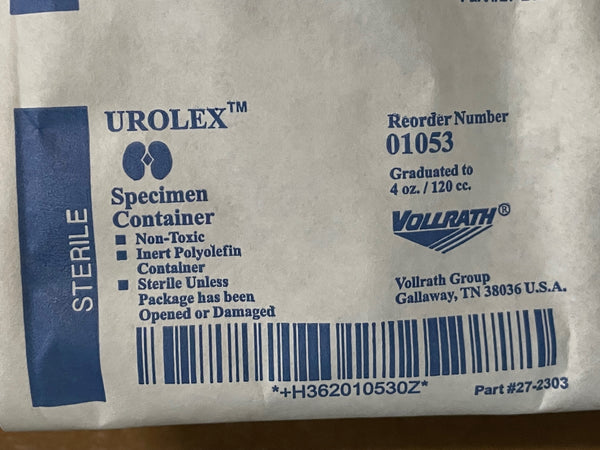 STERILE
UROLEX™
Specimen
Container
■ Non-Toxic
■ Inert Polyolefin
Container
■ Sterile Unless
Package has been
Opened or Damaged
Reorder Number
01053
Graduated to
4 oz. / 120 cc.
VOLLRATH®
Vollrath Group
Gallaway, TN 38036 U.S.A.
*+H362010530Z*
Part #27-2303